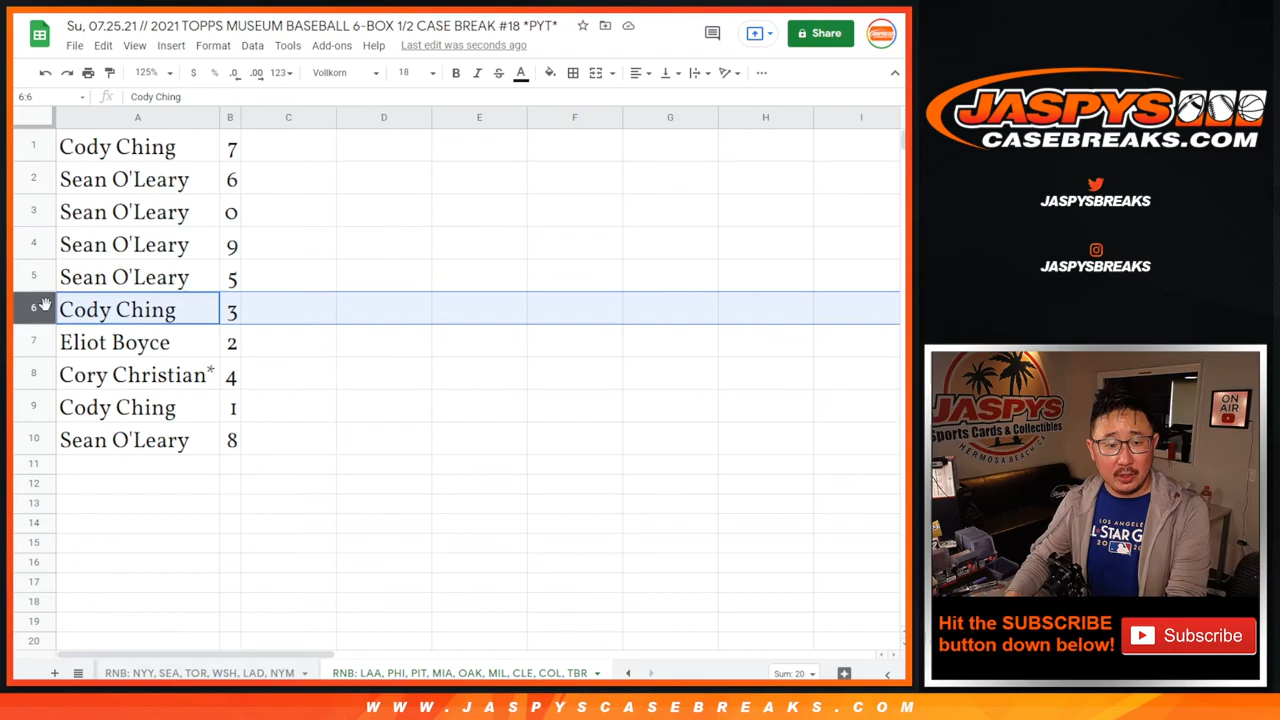 Su, 07.25.21 // 2021 TOPPS MUSEUM BASEBALL 6-BOX 1/2 CASE BREAK #18 *PYT*
File Edit View Insert Format Data Tools Add-ons Help Last edit was seconds ago
Share
125% $ % .0 .00 123 Vollkorn 18 B I S A
6:6 fx Cody Ching
A B C D E F G H I
1 Cody Ching 7
2 Sean O'Leary 6
3 Sean O'Leary 0
4 Sean O'Leary 9
5 Sean O'Leary 5
6 Cody Ching 3
7 Eliot Boyce 2
8 Cory Christian* 4
9 Cody Ching 1
10 Sean O'Leary 8
11
12
13
14
15
16
17
18
19
20
RNB: NYY, SEA, TOR, WSH, LAD, NYM RNB: LAA, PHI, PIT, MIA, OAK, MIL, CLE, COL, TBR Sum: 20
JASPYS
CASEBREAKS.COM
JASPYSBREAKS
JASPYSBREAKS
JASPYS
Sports Cards & Collectibles
HERMOSA BEACH, CA
ON AIR
LOS ANGELES
Hit the SUBSCRIBE
button down below!
Subscribe
WWW.JASPYSCASEBREAKS.COM